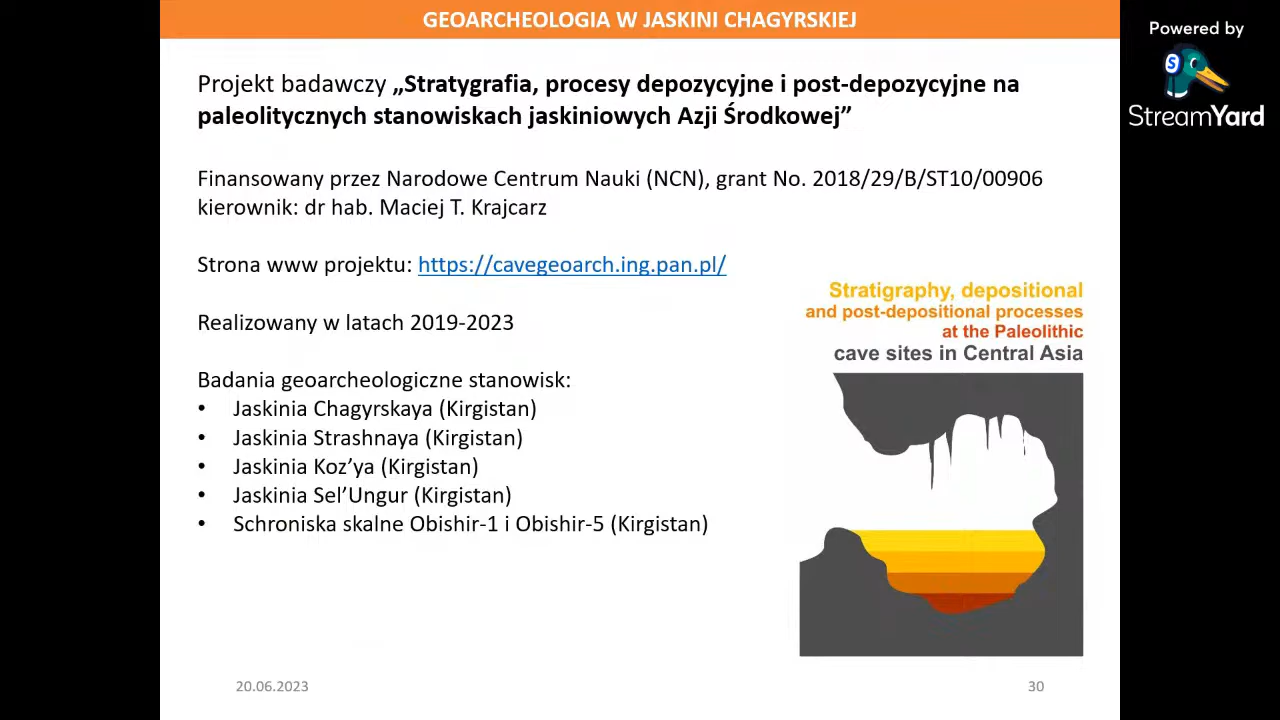 GEOARCHEOLOGIA W JASKINI CHAGYRSKIEJ
Powered by
StreamYard
Projekt badawczy „Stratygrafia, procesy depozycyjne i post-depozycyjne na
paleolitycznych stanowiskach jaskiniowych Azji Środkowej”
Finansowany przez Narodowe Centrum Nauki (NCN), grant No. 2018/29/B/ST10/00906
kierownik: dr hab. Maciej T. Krajcarz
Strona www projektu: https://cavegeoarch.ing.pan.pl/
Realizowany w latach 2019-2023
Badania geoarcheologiczne stanowisk:
• Jaskinia Chagyrskaya (Kirgistan)
• Jaskinia Strashnaya (Kirgistan)
• Jaskinia Koz’ya (Kirgistan)
• Jaskinia Sel’Ungur (Kirgistan)
• Schroniska skalne Obishir-1 i Obishir-5 (Kirgistan)
Stratigraphy, depositional
and post-depositional processes
at the Paleolithic
cave sites in Central Asia
20.06.2023
30